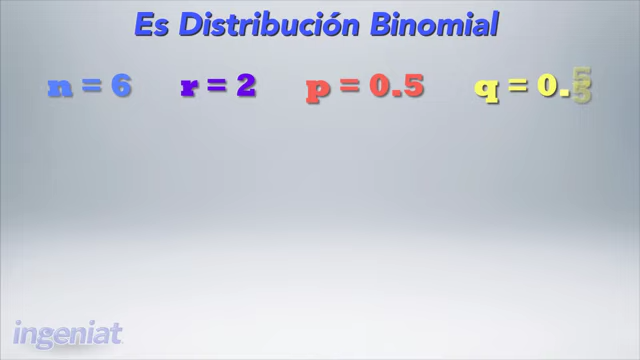 Es Distribución Binomial
n = 6 r = 2 p = 0.5 q = 0.5
ingeniat